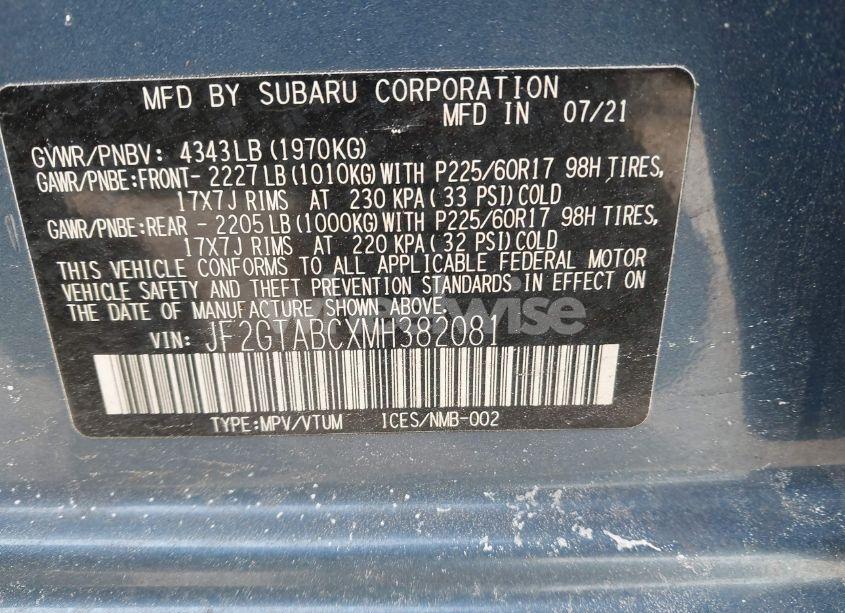 MFD BY SUBARU CORPORATION
MFD IN 07/21
GVWR/PNBV: 4343LB(1970KG)
GAWR/PNBE:FRONT- 2227LB(1010KG)WITH P225/60R17 98H TIRES,
17X7J RIMS AT 230 KPA(33 PSI)COLD
GAWR/PNBE:REAR - 2205LB(1000KG)WITH P225/60R17 98H TIRES,
17X7J RIMS AT 220 KPA(32 PSI)COLD
THIS VEHICLE CONFORMS TO ALL APPLICABLE FEDERAL MOTOR
VEHICLE SAFETY AND THEFT PREVENTION STANDARDS IN EFFECT ON
THE DATE OF MANUFACTURE SHOWN ABOVE.
VIN: JF2GTABCXMH382081
TYPE:MPV/VTUM ICES/NMB-002